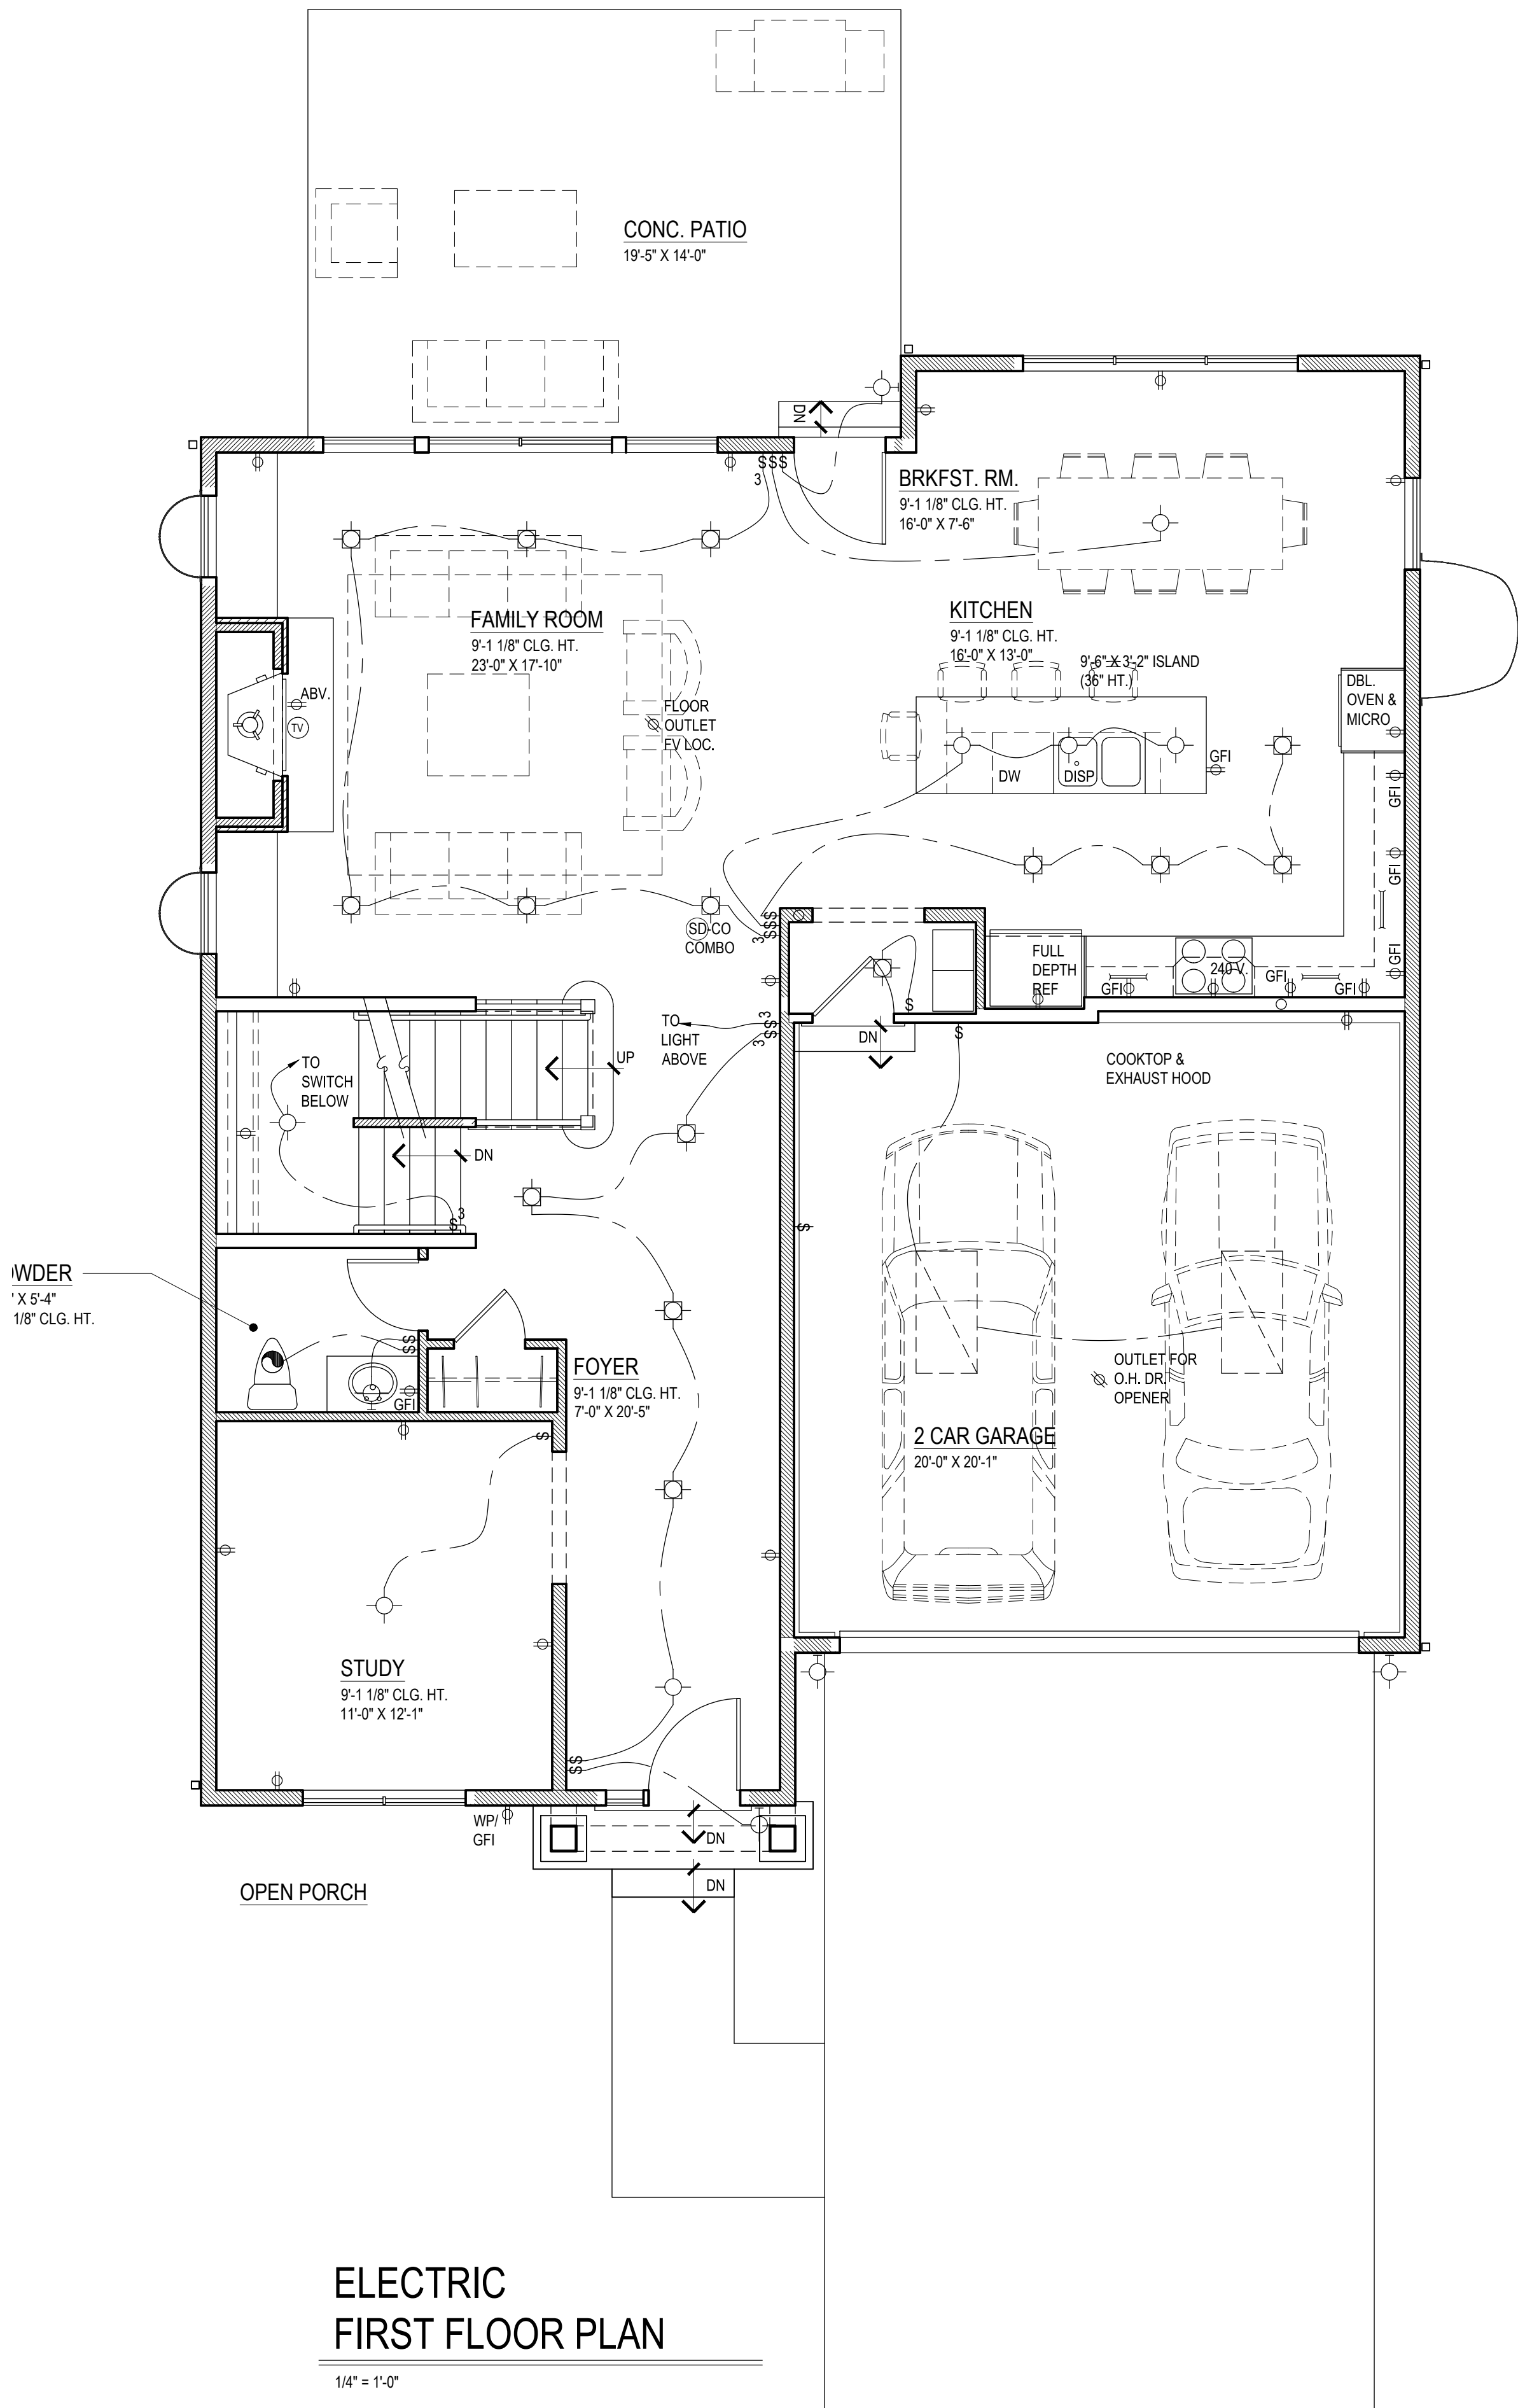 CONC. PATIO
19'-5" X 14'-0"
DN
$$$
3
BRKFST. RM.
9'-1 1/8" CLG. HT.
16'-0" X 7'-6"
FAMILY ROOM
9'-1 1/8" CLG. HT.
23'-0" X 17'-10"
KITCHEN
9'-1 1/8" CLG. HT.
16'-0" X 13'-0"
9'-6" X 3'-2" ISLAND
(36" HT.)
DBL.
OVEN &
MICRO
ABV.
TV
FLOOR
OUTLET
FV LOC.
DW
DISP
GFI
GFI
GFI
GFI
SD-CO
COMBO
$$$
3
FULL
DEPTH
REF
240 V.
GFI
GFI
GFI
$
TO
LIGHT
ABOVE
$$
3
3
DN
$
COOKTOP &
EXHAUST HOOD
UP
TO
SWITCH
BELOW
DN
$
3
$
WDER
' X 5'-4"
1/8" CLG. HT.
$$
GFI
FOYER
9'-1 1/8" CLG. HT.
7'-0" X 20'-5"
OUTLET FOR
O.H. DR.
OPENER
2 CAR GARAGE
20'-0" X 20'-1"
$
STUDY
9'-1 1/8" CLG. HT.
11'-0" X 12'-1"
$$
WP/
GFI
DN
DN
OPEN PORCH
ELECTRIC
FIRST FLOOR PLAN
1/4" = 1'-0"